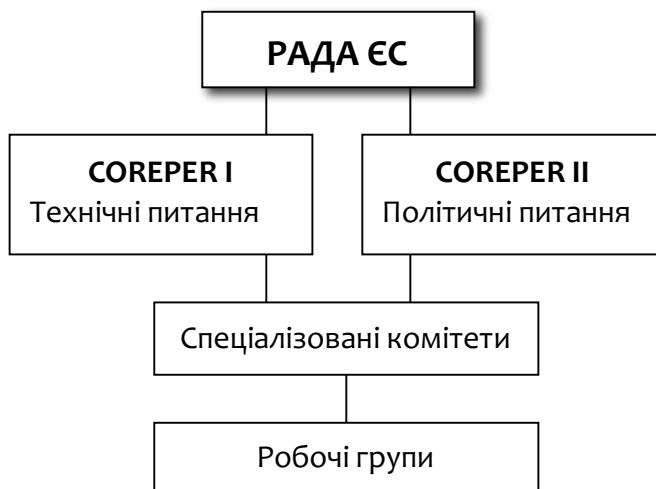 РАДА ЄС
COREPER I
Технічні питання
COREPER II
Політичні питання
Спеціалізовані комітети
Робочі групи